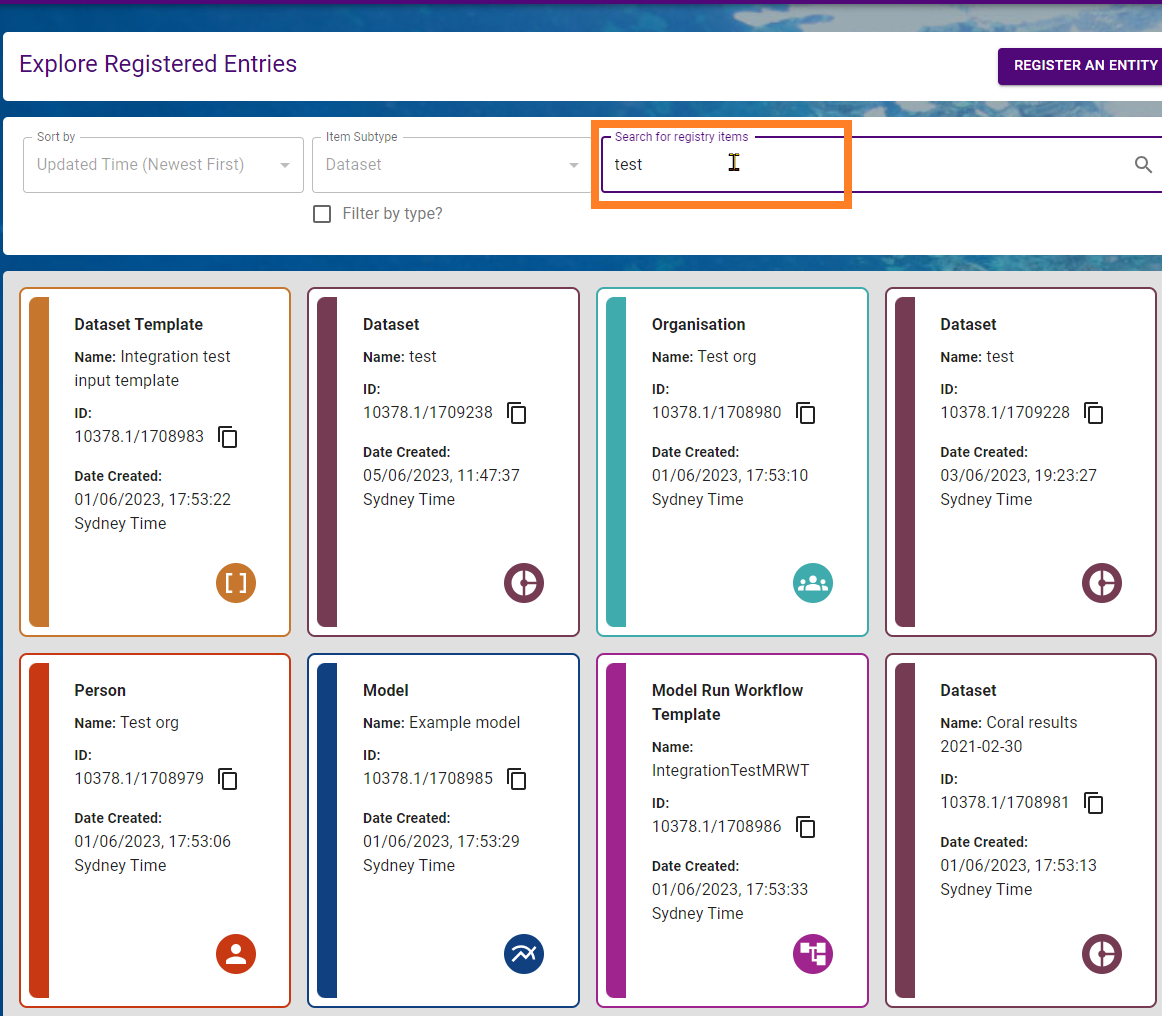 Explore Registered Entries
REGISTER AN ENTITY
Sort by
Updated Time (Newest First)
Item Subtype
Dataset
Search for registry items
test
Filter by type?
Dataset Template
Name: Integration test
input template
ID:
10378.1/1708983
Date Created:
01/06/2023, 17:53:22
Sydney Time
Dataset
Name: test
ID:
10378.1/1709238
Date Created:
05/06/2023, 11:47:37
Sydney Time
Organisation
Name: Test org
ID:
10378.1/1708980
Date Created:
01/06/2023, 17:53:10
Sydney Time
Dataset
Name: test
ID:
10378.1/1709228
Date Created:
03/06/2023, 19:23:27
Sydney Time
Person
Name: Test org
ID:
10378.1/1708979
Date Created:
01/06/2023, 17:53:06
Sydney Time
Model
Name: Example model
ID:
10378.1/1708985
Date Created:
01/06/2023, 17:53:29
Sydney Time
Model Run Workflow
Template
Name:
IntegrationTestMRWT
ID:
10378.1/1708986
Date Created:
01/06/2023, 17:53:33
Sydney Time
Dataset
Name: Coral results
2021-02-30
ID:
10378.1/1708981
Date Created:
01/06/2023, 17:53:13
Sydney Time